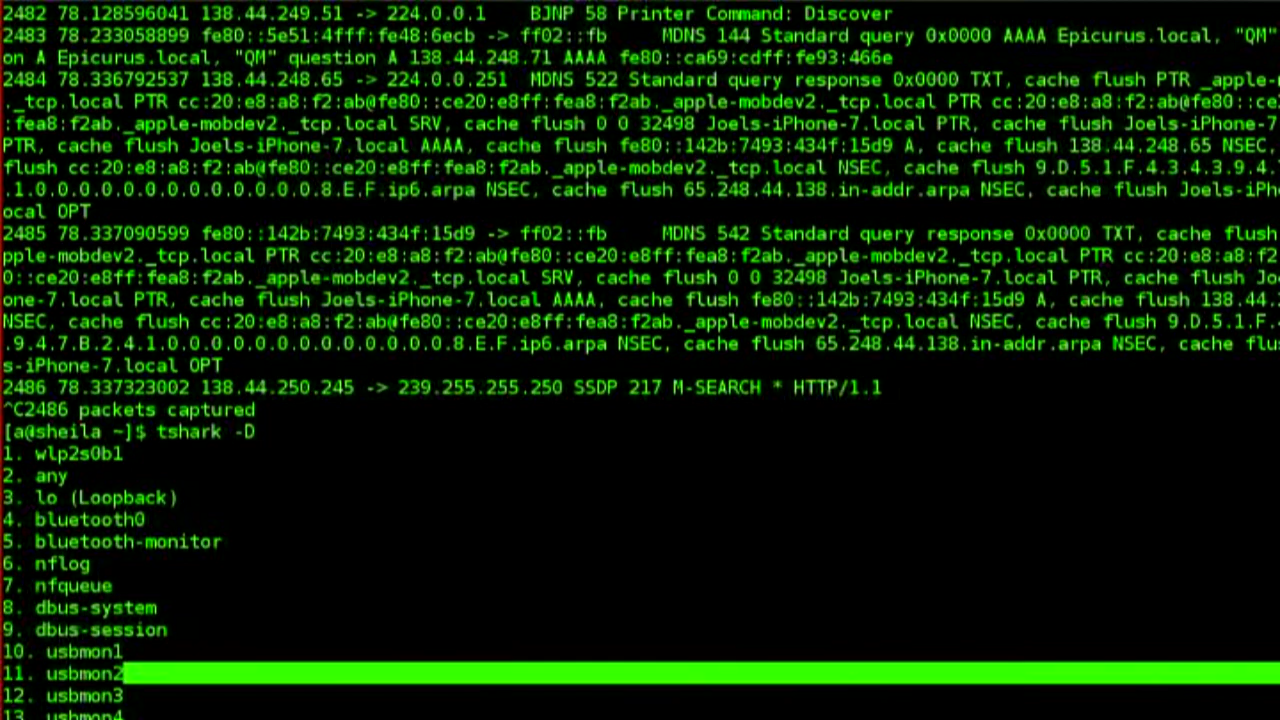 2482 78.128596041 138.44.249.51 -> 224.0.0.1    BJNP 58 Printer Command: Discover
2483 78.233058899 fe80::5e51:4fff:fe48:6ecb -> ff02::fb     MDNS 144 Standard query 0x0000 AAAA Epicurus.local, "QM"
on A Epicurus.local, "QM" question A 138.44.248.71 AAAA fe80::ca69:cdff:fe93:466e
2484 78.336792537 138.44.248.65 -> 224.0.0.251  MDNS 522 Standard query response 0x0000 TXT, cache flush PTR _apple-
._tcp.local PTR cc:20:e8:a8:f2:ab@fe80::ce20:e8ff:fea8:f2ab._apple-mobdev2._tcp.local PTR cc:20:e8:a8:f2:ab@fe80::ce
:fea8:f2ab._apple-mobdev2._tcp.local SRV, cache flush 0 0 32498 Joels-iPhone-7.local PTR, cache flush Joels-iPhone-7
PTR, cache flush Joels-iPhone-7.local AAAA, cache flush fe80::142b:7493:434f:15d9 A, cache flush 138.44.248.65 NSEC,
flush cc:20:e8:a8:f2:ab@fe80::ce20:e8ff:fea8:f2ab._apple-mobdev2._tcp.local NSEC, cache flush 9.D.5.1.F.4.3.4.3.9.4.
.1.0.0.0.0.0.0.0.0.0.0.0.0.8.E.F.ip6.arpa NSEC, cache flush 65.248.44.138.in-addr.arpa NSEC, cache flush Joels-iPh
ocal OPT
2485 78.337090599 fe80::142b:7493:434f:15d9 -> ff02::fb     MDNS 542 Standard query response 0x0000 TXT, cache flush
pple-mobdev2._tcp.local PTR cc:20:e8:a8:f2:ab@fe80::ce20:e8ff:fea8:f2ab._apple-mobdev2._tcp.local PTR cc:20:e8:a8:f2
0::ce20:e8ff:fea8:f2ab._apple-mobdev2._tcp.local SRV, cache flush 0 0 32498 Joels-iPhone-7.local PTR, cache flush Jo
one-7.local PTR, cache flush Joels-iPhone-7.local AAAA, cache flush fe80::142b:7493:434f:15d9 A, cache flush 138.44.
NSEC, cache flush cc:20:e8:a8:f2:ab@fe80::ce20:e8ff:fea8:f2ab._apple-mobdev2._tcp.local NSEC, cache flush 9.D.5.1.F.
.9.4.7.B.2.4.1.0.0.0.0.0.0.0.0.0.0.0.0.0.8.E.F.ip6.arpa NSEC, cache flush 65.248.44.138.in-addr.arpa NSEC, cache flu
s-iPhone-7.local OPT
2486 78.337323002 138.44.250.245 -> 239.255.255.250 SSDP 217 M-SEARCH * HTTP/1.1
^C2486 packets captured
[a@sheila ~]$ tshark -D
1. wlp2s0b1
2. any
3. lo (Loopback)
4. bluetooth0
5. bluetooth-monitor
6. nflog
7. nfqueue
8. dbus-system
9. dbus-session
10. usbmon1
11. usbmon2
12. usbmon3
13. usbmon4